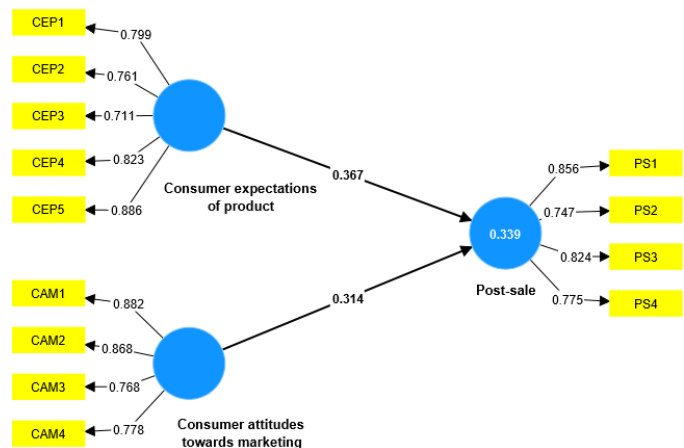 CEP1
0.799
CEP2
0.761
CEP3
0.711
CEP4
0.823
CEP5
0.886
Consumer expectations
of product
0.367
CAM1
0.882
CAM2
0.868
CAM3
0.768
CAM4
0.778
Consumer attitudes
towards marketing
0.314
0.339
Post-sale
0.856
PS1
0.747
PS2
0.824
PS3
0.775
PS4